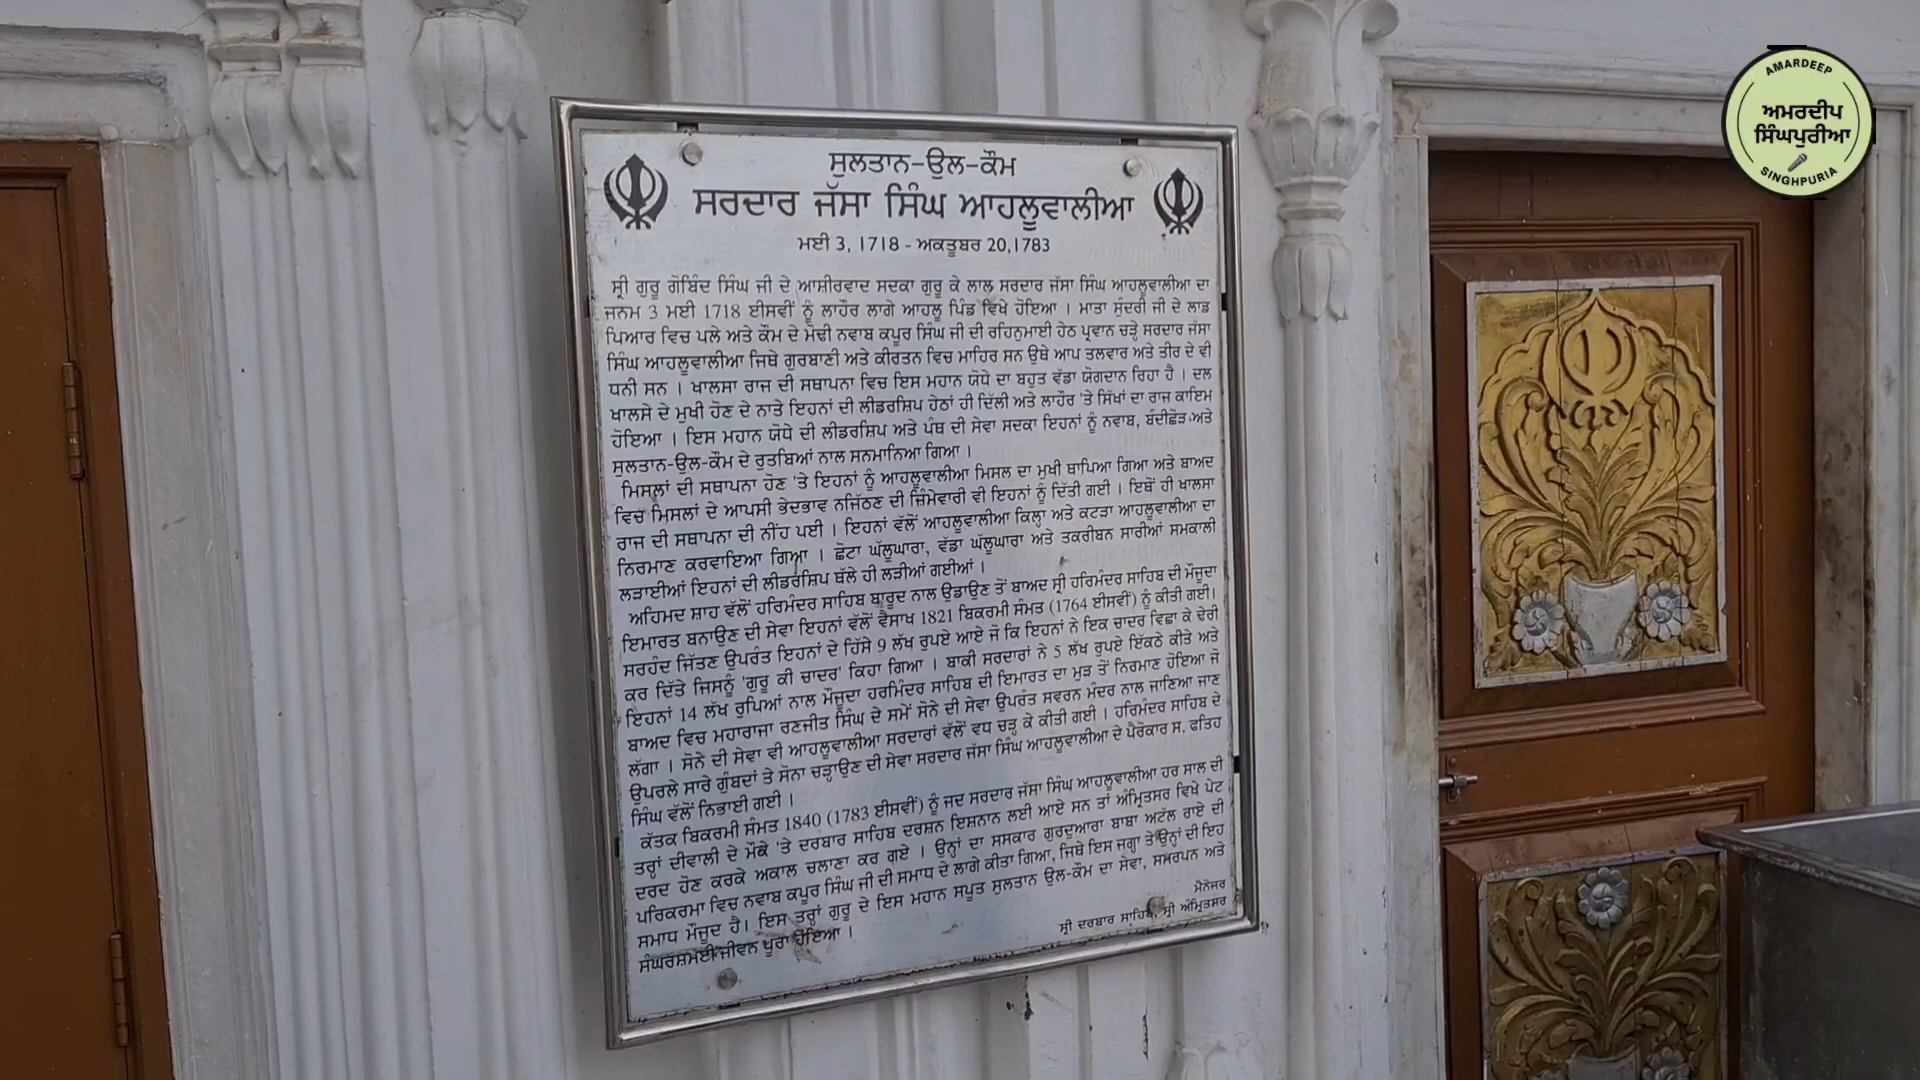 ਸੁਲਤਾਨ-ਉਲ-ਕੌਮ
ਸਰਦਾਰ ਜੱਸਾ ਸਿੰਘ ਆਹਲੂਵਾਲੀਆ
ਮਈ 3, 1718 - ਅਕਤੂਬਰ 20,1783
ਸ੍ਰੀ ਗੁਰੂ ਗੋਬਿੰਦ ਸਿੰਘ ਜੀ ਦੇ ਆਸ਼ੀਰਵਾਦ ਸਦਕਾ ਗੁਰੂ ਕੇ ਲਾਲ ਸਰਦਾਰ ਜੱਸਾ ਸਿੰਘ ਆਹਲੂਵਾਲੀਆ ਦਾ
ਜਨਮ 3 ਮਈ 1718 ਈਸਵੀਂ ਨੂੰ ਲਾਹੌਰ ਲਾਗੇ ਆਹਲੂ ਪਿੰਡ ਵਿਖੇ ਹੋਇਆ । ਮਾਤਾ ਸੁੰਦਰੀ ਜੀ ਦੇ ਲਾਡ
ਪਿਆਰ ਵਿਚ ਪਲੇ ਅਤੇ ਕੌਮ ਦੇ ਮੋਢੀ ਨਵਾਬ ਕਪੂਰ ਸਿੰਘ ਜੀ ਦੀ ਰਹਿਨੁਮਾਈ ਹੇਠ ਪ੍ਰਵਾਨ ਚੜ੍ਹੇ ਸਰਦਾਰ ਜੱਸਾ
ਸਿੰਘ ਆਹਲੂਵਾਲੀਆ ਜਿਥੇ ਗੁਰਬਾਣੀ ਅਤੇ ਕੀਰਤਨ ਵਿਚ ਮਾਹਿਰ ਸਨ ਉਥੇ ਆਪ ਤਲਵਾਰ ਅਤੇ ਤੀਰ ਦੇ ਵੀ
ਧਨੀ ਸਨ । ਖਾਲਸਾ ਰਾਜ ਦੀ ਸਥਾਪਨਾ ਵਿਚ ਇਸ ਮਹਾਨ ਯੋਧੇ ਦਾ ਬਹੁਤ ਵੱਡਾ ਯੋਗਦਾਨ ਰਿਹਾ ਹੈ । ਦਲ
ਖਾਲਸੇ ਦੇ ਮੁਖੀ ਹੋਣ ਦੇ ਨਾਤੇ ਇਹਨਾਂ ਦੀ ਲੀਡਰਸ਼ਿਪ ਹੇਠਾਂ ਹੀ ਦਿੱਲੀ ਅਤੇ ਲਾਹੌਰ 'ਤੇ ਸਿੱਖਾਂ ਦਾ ਰਾਜ ਕਾਇਮ
ਹੋਇਆ । ਇਸ ਮਹਾਨ ਯੋਧੇ ਦੀ ਲੀਡਰਸ਼ਿਪ ਅਤੇ ਪੰਥ ਦੀ ਸੇਵਾ ਸਦਕਾ ਇਹਨਾਂ ਨੂੰ ਨਵਾਬ, ਬੰਦੀਛੋੜ ਅਤੇ
ਸੁਲਤਾਨ-ਉਲ-ਕੌਮ ਦੇ ਰੁਤਬਿਆਂ ਨਾਲ ਸਨਮਾਨਿਆ ਗਿਆ ।
ਮਿਸਲਾਂ ਦੀ ਸਥਾਪਨਾ ਹੋਣ 'ਤੇ ਇਹਨਾਂ ਨੂੰ ਆਹਲੂਵਾਲੀਆ ਮਿਸਲ ਦਾ ਮੁਖੀ ਥਾਪਿਆ ਗਿਆ ਅਤੇ ਬਾਅਦ
ਵਿਚ ਮਿਸਲਾਂ ਦੇ ਆਪਸੀ ਭੇਦਭਾਵ ਨਜਿੱਠਣ ਦੀ ਜ਼ਿੰਮੇਵਾਰੀ ਵੀ ਇਹਨਾਂ ਨੂੰ ਦਿੱਤੀ ਗਈ । ਇਥੋਂ ਹੀ ਖਾਲਸਾ
ਰਾਜ ਦੀ ਸਥਾਪਨਾ ਦੀ ਨੀਂਹ ਪਈ । ਇਹਨਾਂ ਵੱਲੋਂ ਆਹਲੂਵਾਲੀਆ ਕਿਲ੍ਹਾ ਅਤੇ ਕਟੜਾ ਆਹਲੂਵਾਲੀਆ ਦਾ
ਨਿਰਮਾਣ ਕਰਵਾਇਆ ਗਿਆ । ਛੋਟਾ ਘੱਲੂਘਾਰਾ, ਵੱਡਾ ਘੱਲੂਘਾਰਾ ਅਤੇ ਤਕਰੀਬਨ ਸਾਰੀਆਂ ਸਮਕਾਲੀ
ਲੜਾਈਆਂ ਇਹਨਾਂ ਦੀ ਲੀਡਰਸ਼ਿਪ ਥੱਲੇ ਹੀ ਲੜੀਆਂ ਗਈਆਂ ।
ਅਹਿਮਦ ਸ਼ਾਹ ਵੱਲੋਂ ਹਰਿਮੰਦਰ ਸਾਹਿਬ ਬਾਰੂਦ ਨਾਲ ਉਡਾਉਣ ਤੋਂ ਬਾਅਦ ਸ੍ਰੀ ਹਰਿਮੰਦਰ ਸਾਹਿਬ ਦੀ ਮੌਜੂਦਾ
ਇਮਾਰਤ ਬਨਾਉਣ ਦੀ ਸੇਵਾ ਇਹਨਾਂ ਵੱਲੋਂ ਵੈਸਾਖ 1821 ਬਿਕਰਮੀ ਸੰਮਤ (1764 ਈਸਵੀਂ) ਨੂੰ ਕੀਤੀ ਗਈ।
ਸਰਹੰਦ ਜਿੱਤਣ ਉਪਰੰਤ ਇਹਨਾਂ ਦੇ ਹਿੱਸੇ 9 ਲੱਖ ਰੁਪਏ ਆਏ ਜੋ ਕਿ ਇਹਨਾਂ ਨੇ ਇਕ ਚਾਦਰ ਵਿਛਾ ਕੇ ਢੇਰੀ
ਕਰ ਦਿੱਤੇ ਜਿਸਨੂੰ 'ਗੁਰੂ ਕੀ ਚਾਦਰ' ਕਿਹਾ ਗਿਆ । ਬਾਕੀ ਸਰਦਾਰਾਂ ਨੇ 5 ਲੱਖ ਰੁਪਏ ਇੱਕਠੇ ਕੀਤੇ ਅਤੇ
ਇਹਨਾਂ 14 ਲੱਖ ਰੁਪਿਆਂ ਨਾਲ ਮੌਜੂਦਾ ਹਰਮਿੰਦਰ ਸਾਹਿਬ ਦੀ ਇਮਾਰਤ ਦਾ ਮੁੜ ਤੋਂ ਨਿਰਮਾਣ ਹੋਇਆ ਜੋ
ਬਾਅਦ ਵਿਚ ਮਹਾਰਾਜਾ ਰਣਜੀਤ ਸਿੰਘ ਦੇ ਸਮੇਂ ਸੋਨੇ ਦੀ ਸੇਵਾ ਉਪਰੰਤ ਸਵਰਨ ਮੰਦਰ ਨਾਲ ਜਾਣਿਆ ਜਾਣ
ਲੱਗਾ । ਸੋਨੇ ਦੀ ਸੇਵਾ ਵੀ ਆਹਲੂਵਾਲੀਆ ਸਰਦਾਰਾਂ ਵੱਲੋਂ ਵਧ ਚੜ੍ਹ ਕੇ ਕੀਤੀ ਗਈ । ਹਰਿਮੰਦਰ ਸਾਹਿਬ ਦੇ
ਉਪਰਲੇ ਸਾਰੇ ਗੁੰਬਦਾਂ ਤੇ ਸੋਨਾ ਚੜ੍ਹਾਉਣ ਦੀ ਸੇਵਾ ਸਰਦਾਰ ਜੱਸਾ ਸਿੰਘ ਆਹਲੂਵਾਲੀਆ ਦੇ ਪੈਰੋਕਾਰ ਸ. ਫਤਿਹ
ਸਿੰਘ ਵੱਲੋਂ ਨਿਭਾਈ ਗਈ ।
ਕੱਤਕ ਬਿਕਰਮੀ ਸੰਮਤ 1840 (1783 ਈਸਵੀਂ) ਨੂੰ ਜਦ ਸਰਦਾਰ ਜੱਸਾ ਸਿੰਘ ਆਹਲੂਵਾਲੀਆ ਹਰ ਸਾਲ ਦੀ
ਤਰ੍ਹਾਂ ਦੀਵਾਲੀ ਦੇ ਮੌਕੇ 'ਤੇ ਦਰਬਾਰ ਸਾਹਿਬ ਦਰਸ਼ਨ ਇਸ਼ਨਾਨ ਲਈ ਆਏ ਸਨ ਤਾਂ ਅੰਮ੍ਰਿਤਸਰ ਵਿਖੇ ਪੇਟ
ਦਰਦ ਹੋਣ ਕਰਕੇ ਅਕਾਲ ਚਲਾਣਾ ਕਰ ਗਏ । ਉਨ੍ਹਾਂ ਦਾ ਸਸਕਾਰ ਗੁਰਦੁਆਰਾ ਬਾਬਾ ਅਟੱਲ ਰਾਏ ਦੀ
ਪਰਿਕਰਮਾ ਵਿਚ ਨਵਾਬ ਕਪੂਰ ਸਿੰਘ ਜੀ ਦੀ ਸਮਾਧ ਦੇ ਲਾਗੇ ਕੀਤਾ ਗਿਆ, ਜਿਥੇ ਇਸ ਜਗ੍ਹਾ ਤੇ ਉਨ੍ਹਾਂ ਦੀ ਇਹ
ਸਮਾਧ ਮੌਜੂਦ ਹੈ। ਇਸ ਤਰ੍ਹਾਂ ਗੁਰੂ ਦੇ ਇਸ ਮਹਾਨ ਸਪੂਤ ਸੁਲਤਾਨ ਉਲ-ਕੌਮ ਦਾ ਸੇਵਾ, ਸਮਰਪਨ ਅਤੇ
ਸੰਘਰਸ਼ਮਈ ਜੀਵਨ ਪੂਰਾ ਹੋਇਆ ।
ਮੈਨੇਜਰ
ਸ੍ਰੀ ਦਰਬਾਰ ਸਾਹਿਬ, ਸ੍ਰੀ ਅੰਮ੍ਰਿਤਸਰ
AMARDEEP
ਅਮਰਦੀਪ
ਸਿੰਘਪੁਰੀਆ
SINGHPURIA